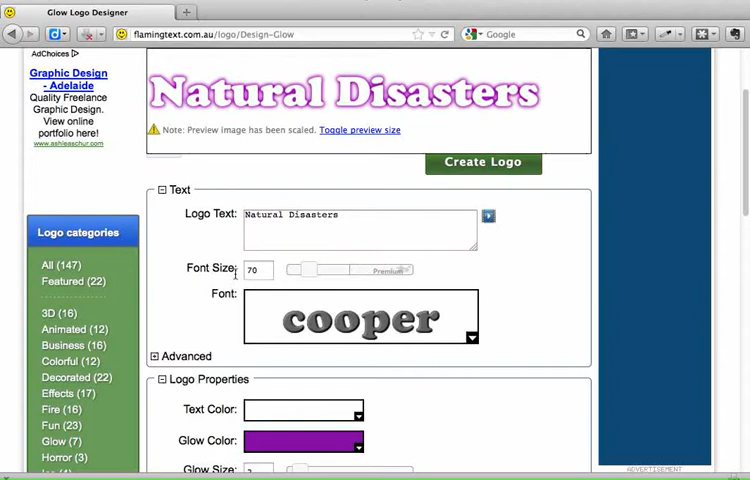 Glow Logo Designer
flamingtext.com.au/logo/Design-Glow
Google
AdChoices
Graphic Design
- Adelaide
Quality Freelance
Graphic Design.
View online
portfolio here!
www.ashleaschur.com
Natural Disasters
Note: Preview image has been scaled. Toggle preview size
Create Logo
Text
Logo Text:
Natural Disasters
Font Size:
70
Premium
Font:
cooper
Advanced
Logo Properties
Text Color:
Glow Color:
Glow Size:
Logo categories
All (147)
Featured (22)
3D (16)
Animated (12)
Business (16)
Colorful (12)
Decorated (22)
Effects (17)
Fire (16)
Fun (23)
Glow (7)
Horror (3)
ADVERTISEMENT